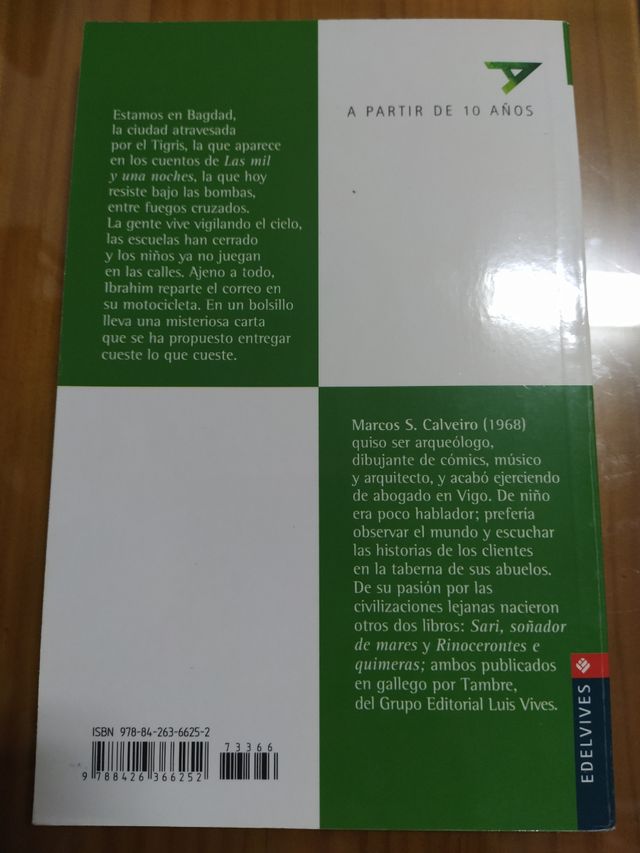 A PARTIR DE 10 AÑOS
Estamos en Bagdad,
la ciudad atravesada
por el Tigris, la que aparece
en los cuentos de Las mil
y una noches, la que hoy
resiste bajo las bombas,
entre fuegos cruzados.
La gente vive vigilando el cielo,
las escuelas han cerrado
y los niños ya no juegan
en las calles. Ajeno a todo,
Ibrahim reparte el correo en
su motocicleta. En un bolsillo
lleva una misteriosa carta
que se ha propuesto entregar
cueste lo que cueste.
Marcos S. Calveiro (1968)
quiso ser arqueólogo,
dibujante de cómics, músico
y arquitecto, y acabó ejerciendo
de abogado en Vigo. De niño
era poco hablador; prefería
observar el mundo y escuchar
las historias de los clientes
en la taberna de sus abuelos.
De su pasión por las
civilizaciones lejanas nacieron
otros dos libros: Sari, soñador
de mares y Rinocerontes e
quimeras; ambos publicados
en gallego por Tambre,
del Grupo Editorial Luis Vives.
EDELVIVES
ISBN 978-84-263-6625-2
73366
9 788426 366252